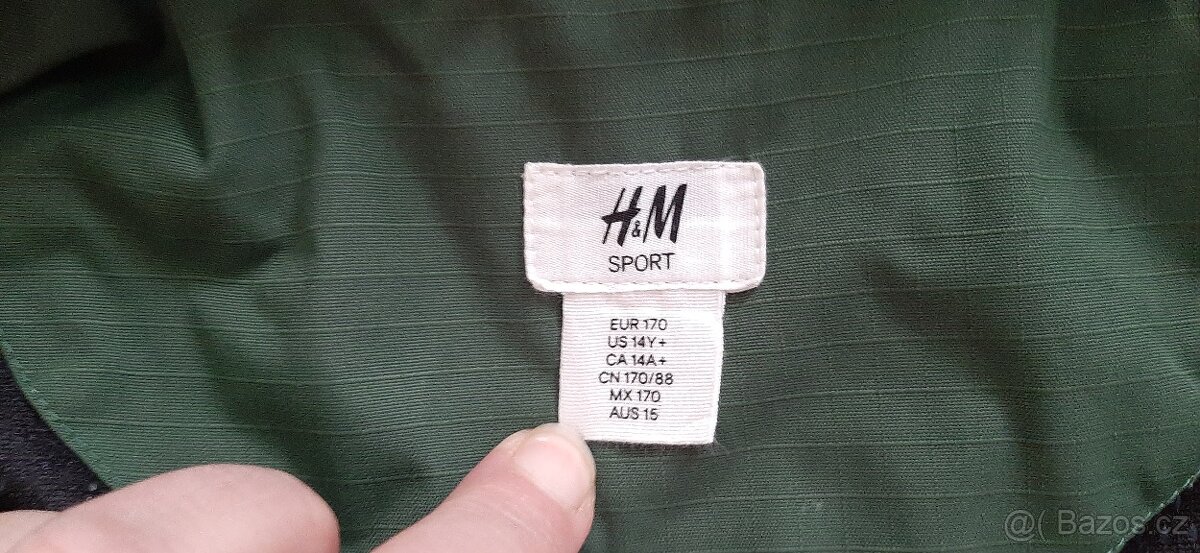 H&M
SPORT
EUR 170
US 14Y+
CA 14A+
CN 170/88
MX 170
AUS 15
@( Bazos.cz